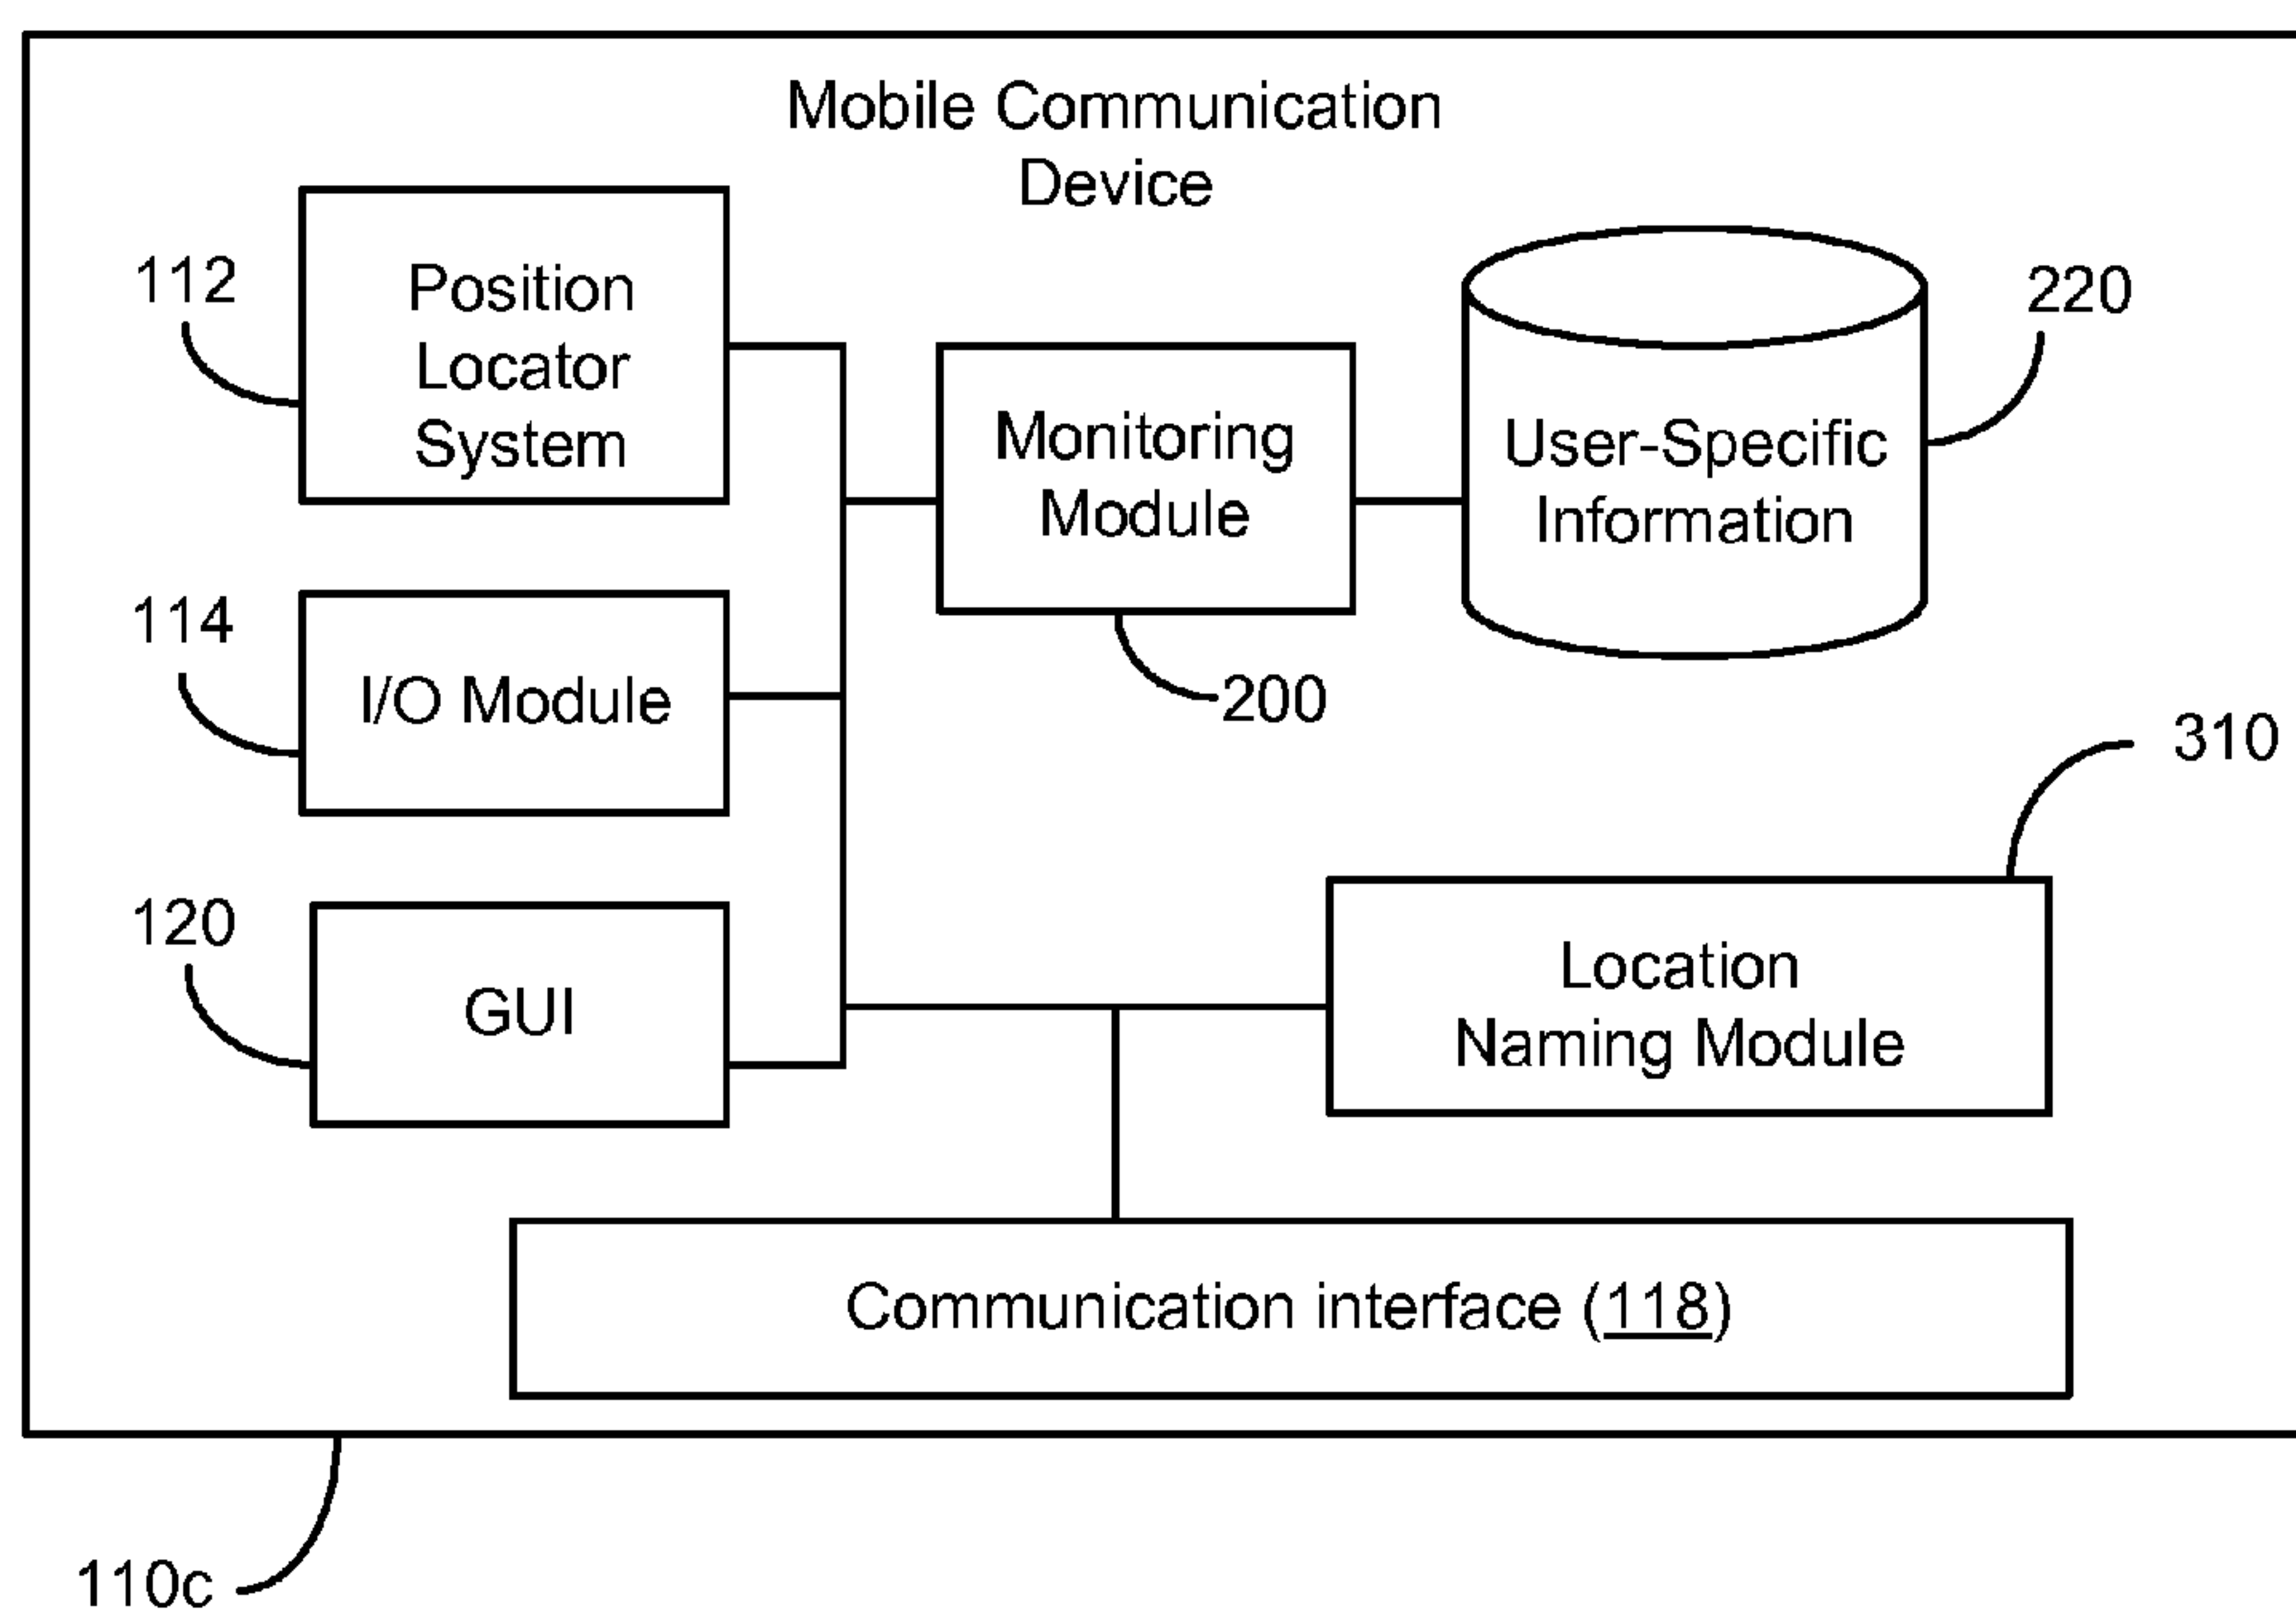 Mobile Communication
Device
112
Position
Locator
System
220
Monitoring
Module
User-Specific
Information
114
I/O Module
200
310
120
GUI
Location
Naming Module
Communication interface (118)
110c